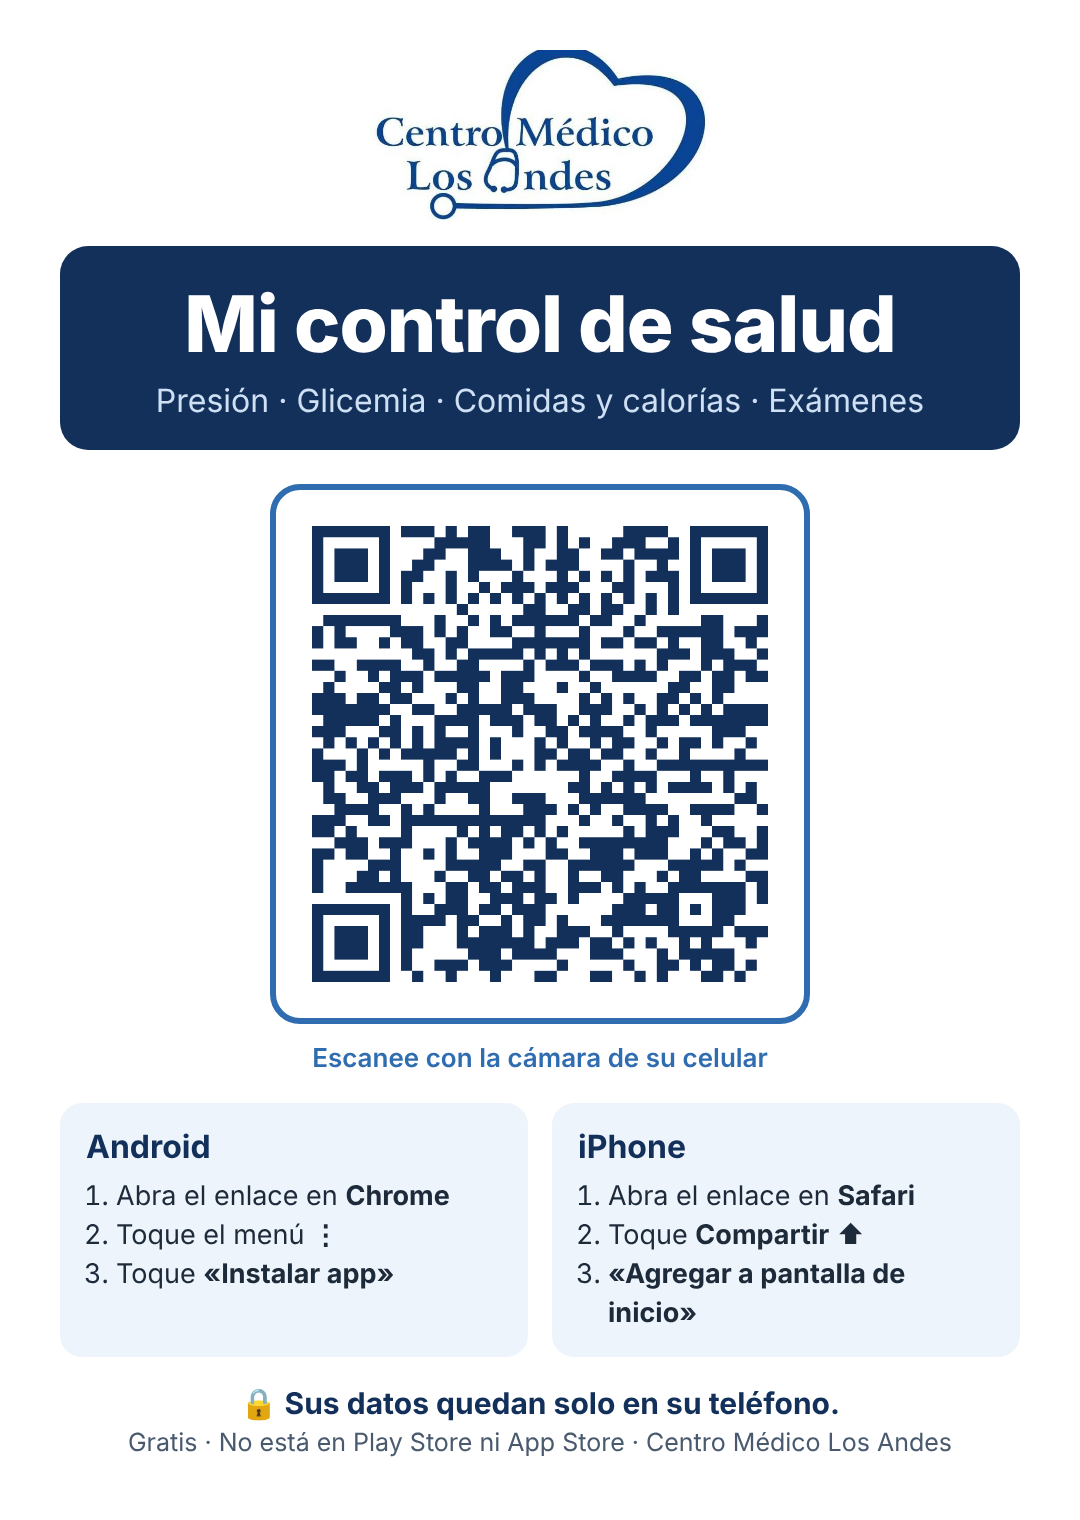 Centro Médico
Los Andes
Mi control de salud
Presión · Glicemia · Comidas y calorías · Exámenes
Escanee con la cámara de su celular
Android
1. Abra el enlace en Chrome
2. Toque el menú ⋮
3. Toque «Instalar app»
iPhone
1. Abra el enlace en Safari
2. Toque Compartir ⬆
3. «Agregar a pantalla de
inicio»
🔒 Sus datos quedan solo en su teléfono.
Gratis · No está en Play Store ni App Store · Centro Médico Los Andes